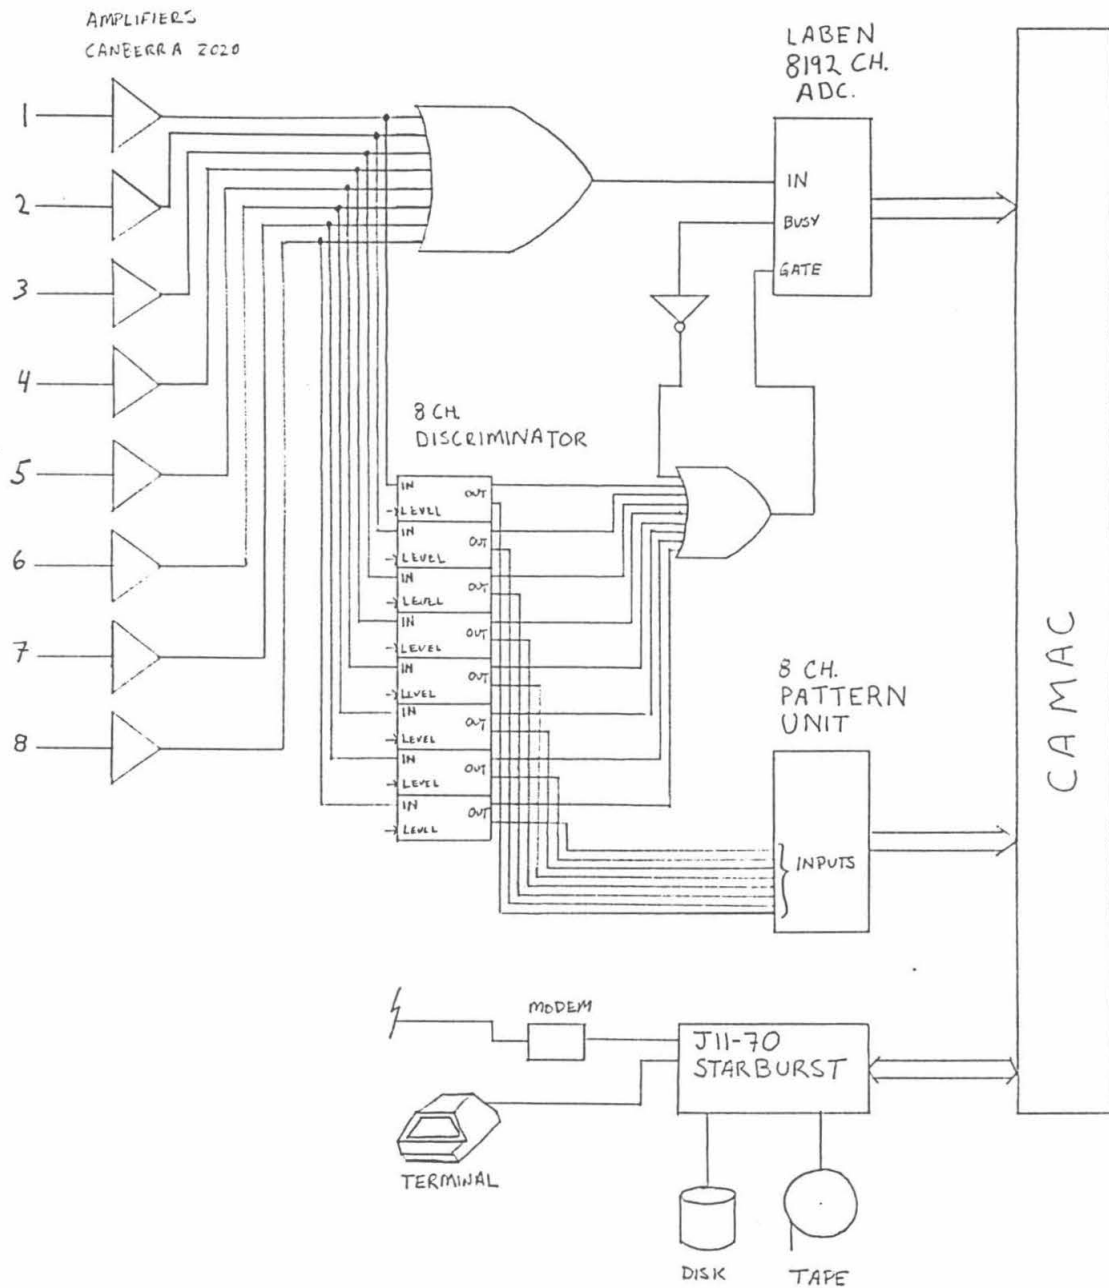 AMPLIFIERS
CANBERRA 2020
LABEN
8192 CH.
ADC.
1
2
3
4
5
6
7
8
IN
BUSY
GATE
8 CH.
DISCRIMINATOR
IN
OUT
LEVEL
IN
OUT
LEVEL
IN
OUT
LEVEL
IN
OUT
LEVEL
IN
OUT
LEVEL
IN
OUT
LEVEL
IN
OUT
LEVEL
IN
OUT
LEVEL
8 CH.
PATTERN
UNIT
INPUTS
CAMAC
MODEM
J11-70
STARBURST
TERMINAL
DISK
TAPE